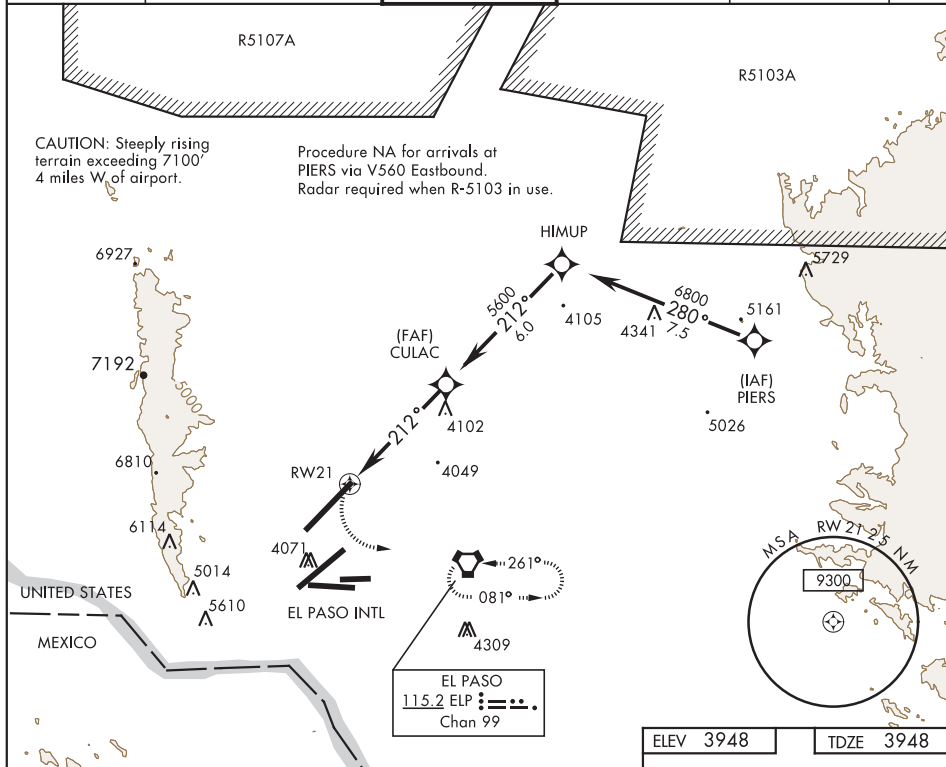 R5107A
R5103A
CAUTION: Steeply rising
terrain exceeding 7100'
4 miles W of airport.
Procedure NA for arrivals at
PIERS via V560 Eastbound.
Radar required when R-5103 in use.
HIMUP
6927
5729
5600
212°
6.0
4105
6800
280°
7.5
4341
5161
(FAF)
CULAC
7192
5000
(IAF)
PIERS
4102
212°
5026
4049
6810
RW21
6114
4071
MSA RW 21 25 NM
9300
5014
261°
081°
UNITED STATES
5610
EL PASO INTL
MEXICO
4309
EL PASO
115.2 ELP
Chan 99
ELEV 3948
TDZE 3948